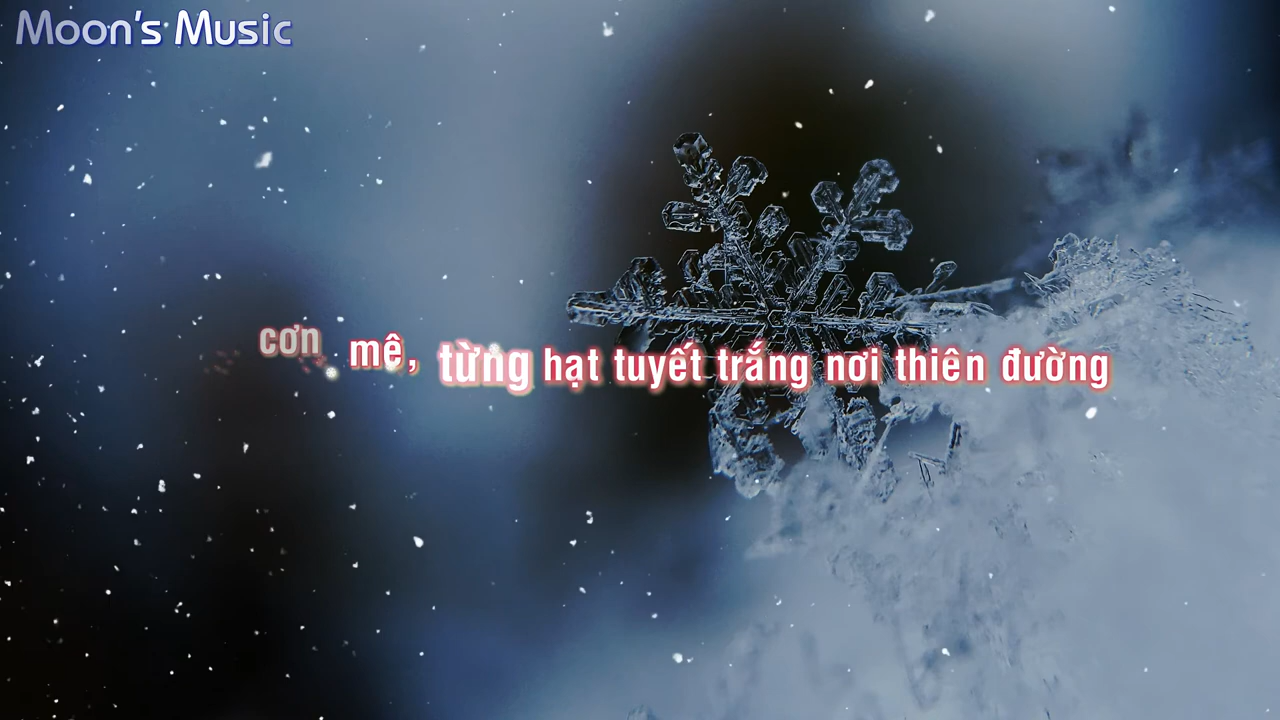 Moon's Music
cơn mê, từng hạt tuyết trắng nơi thiên đường